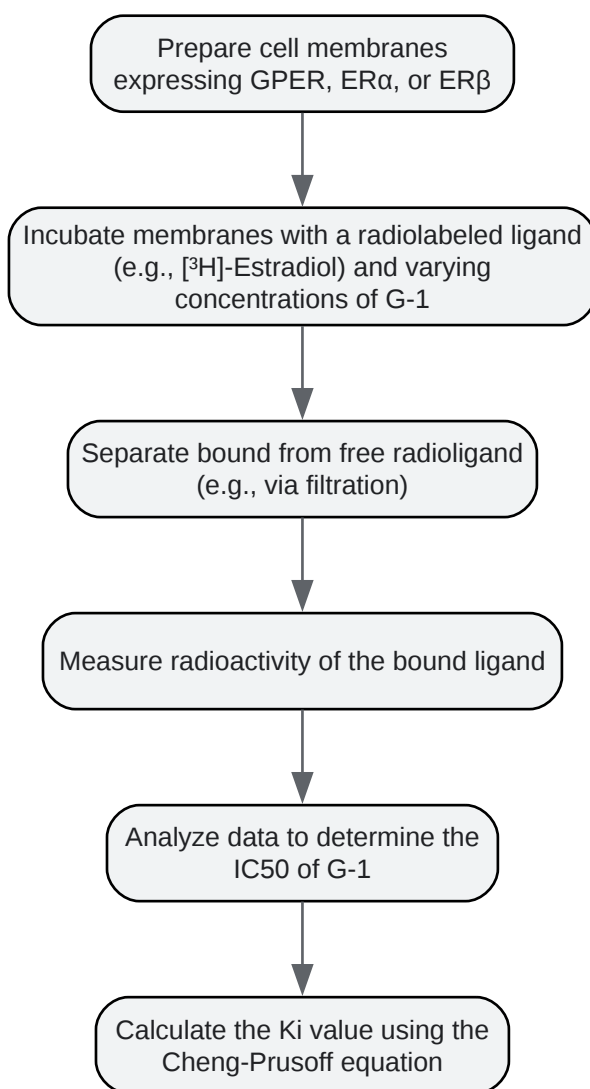 Prepare cell membranes
expressing GPER, ERα, or ERβ
Incubate membranes with a radiolabeled ligand
(e.g., [³H]-Estradiol) and varying
concentrations of G-1
Separate bound from free radioligand
(e.g., via filtration)
Measure radioactivity of the bound ligand
Analyze data to determine the
IC50 of G-1
Calculate the Ki value using the
Cheng-Prusoff equation